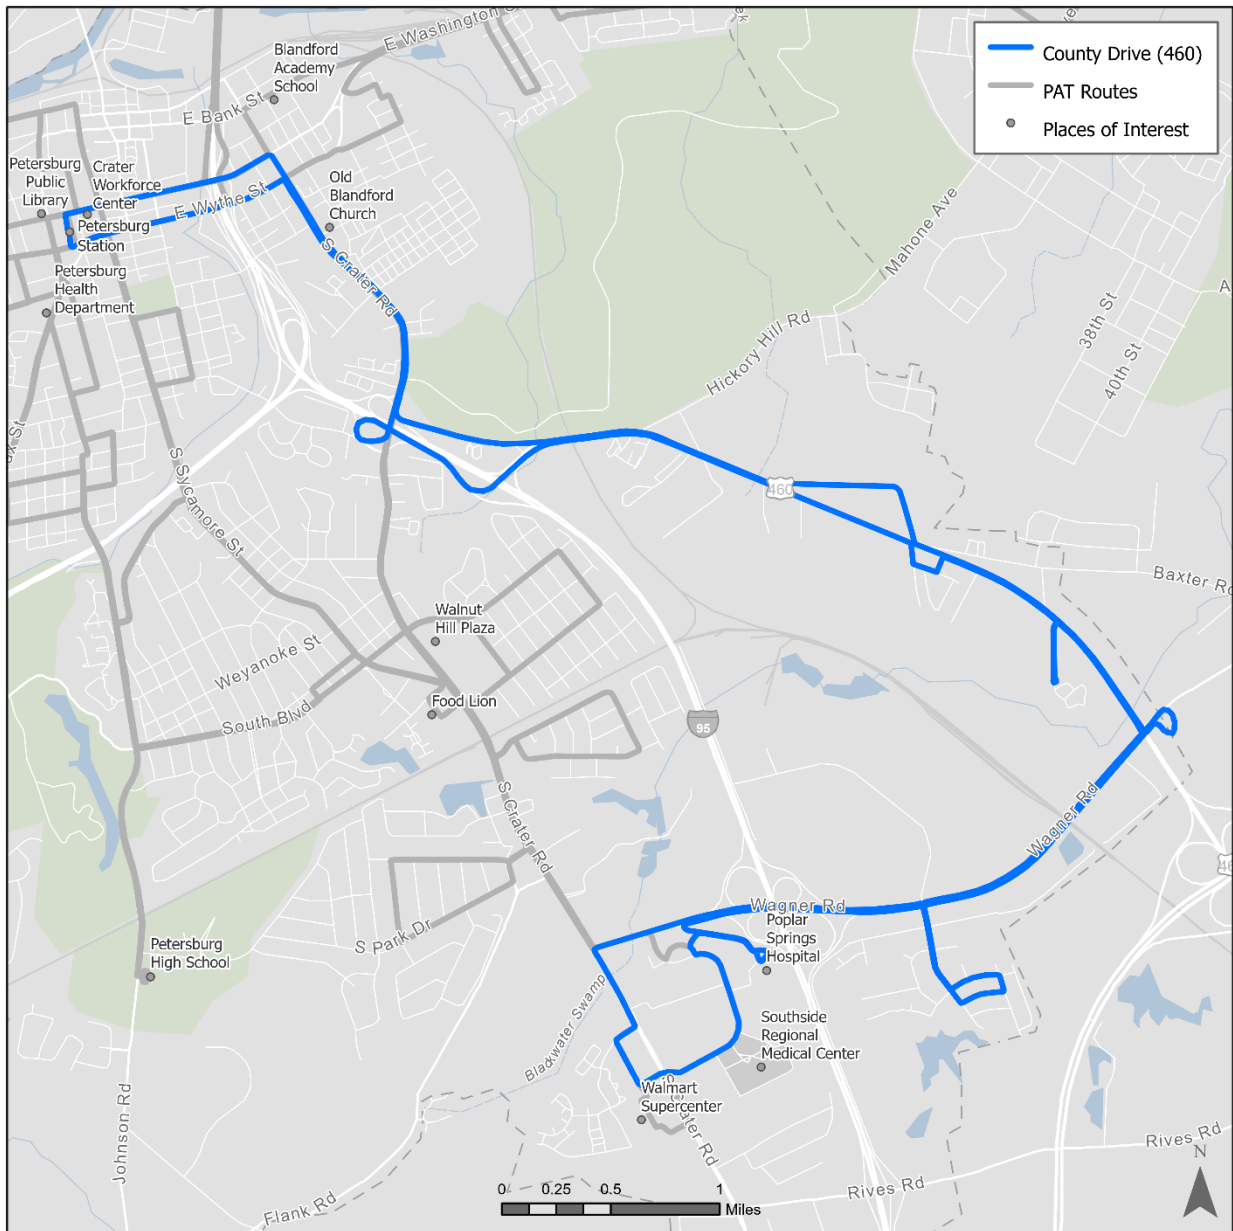 E Washington S
County Drive (460)
PAT Routes
Places of Interest
Blandford
Academy
School
E Bank St
Petersburg
Public
Library
Crater
Workforce
Center
E Wythe St
Old
Blandford
Church
Petersburg
Station
S Crater Rd
Petersburg
Health
Department
Mahone Ave
38th St
40th St
A
Hickory Hill Rd
S Sycamore St
460
Baxter Rd
Walnut
Hill Plaza
Weyanoke St
South Blvd
Food Lion
95
S Crater Rd
Wagner Rd
46
Wagner Rd
S Park Dr
Poplar
Springs
Hospital
Petersburg
High School
Blackwater Swamp
Southside
Regional
Medical Center
Walmart
Supercenter
S Crater Rd
Johnson Rd
Flank Rd
Rives Rd
Rives Rd
N
0 0.25 0.5 1
Miles